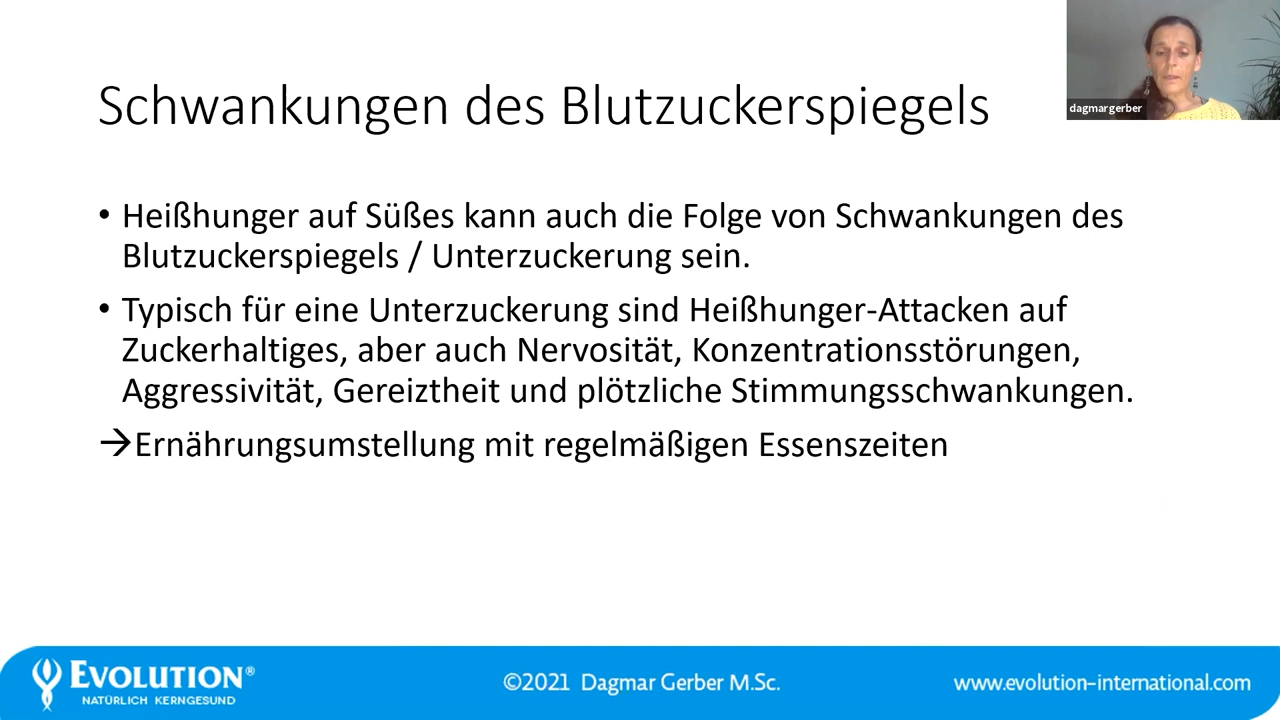 Schwankungen des Blutzuckerspiegels
dagmargerber
• Heißhunger auf Süßes kann auch die Folge von Schwankungen des
Blutzuckerspiegels / Unterzuckerung sein.
• Typisch für eine Unterzuckerung sind Heißhunger-Attacken auf
Zuckerhaltiges, aber auch Nervosität, Konzentrationsstörungen,
Aggressivität, Gereiztheit und plötzliche Stimmungsschwankungen.
→Ernährungsumstellung mit regelmäßigen Essenszeiten
EVOLUTION®
NATÜRLICH KERNGESUND
©2021 Dagmar Gerber M.Sc.
www.evolution-international.com